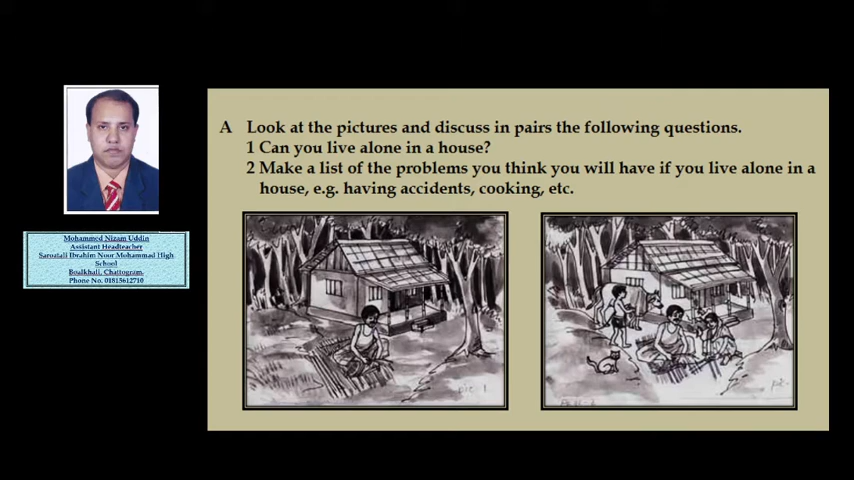 A Look at the pictures and discuss in pairs the following questions.
1 Can you live alone in a house?
2 Make a list of the problems you think you will have if you live alone in a
house, e.g. having accidents, cooking, etc.
Mohammed Nizam Uddin
Assistant Headteacher
Saroatali Ibrahim Noor Mohammad High
School
Boalkhali, Chattogram.
Phone No. 01815612710
pic-1